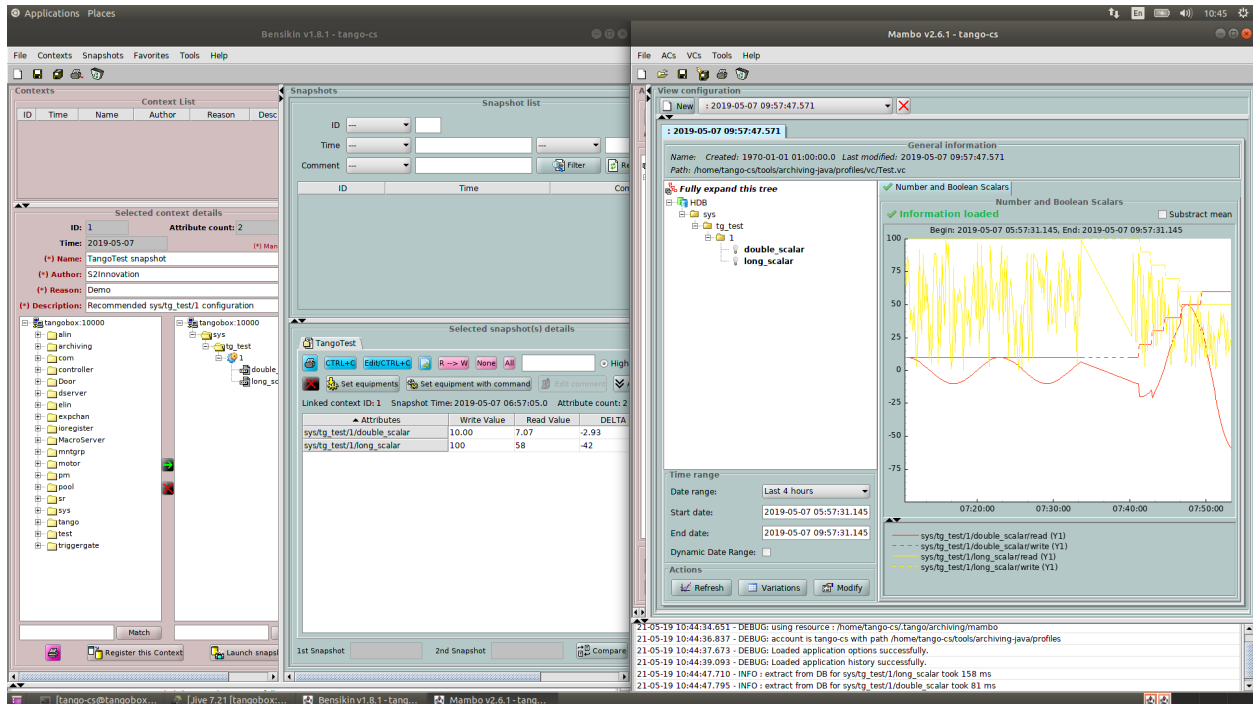 Applications Places
En 10:45
Bensikin v1.8.1 - tango-cs
File Contexts Snapshots Favorites Tools Help
Contexts
Context List
ID Time Name Author Reason Desc
Selected context details
ID: 1 Attribute count: 2
Time: 2019-05-07 (*) Man
(*) Name: TangoTest snapshot
(*) Author: S2Innovation
(*) Reason: Demo
(*) Description: Recommended sys/tg_test/1 configuration
tangobox:10000
alin
archiving
com
controller
Door
dserver
elin
expchan
ioregister
MacroServer
mntgrp
motor
pm
pool
sr
sys
tango
test
triggergate
tangobox:10000
sys
tg_test
1
double_
long_sc
Match
Register this Context
Launch snaps
Snapshots
Snapshot list
ID ---
Time --- ---
Comment --- Filter Re
ID Time Com
Selected snapshot(s) details
TangoTest
CTRL+C Edit/CTRL+C R --> W None All High
Set equipments Set equipment with command Edit comment A
Linked context ID: 1 Snapshot Time: 2019-05-07 06:57:05.0 Attribute count: 2
Attributes Write Value Read Value DELTA
sys/tg_test/1/double_scalar 10.00 7.07 -2.93
sys/tg_test/1/long_scalar 100 58 -42
1st Snapshot 2nd Snapshot Compare
Mambo v2.6.1 - tango-cs
File ACs VCs Tools Help
A
View configuration
New : 2019-05-07 09:57:47.571
: 2019-05-07 09:57:47.571
General information
Name: Created: 1970-01-01 01:00:00.0 Last modified: 2019-05-07 09:57:47.571
Path: /home/tango-cs/tools/archiving-java/profiles/vc/Test.vc
Fully expand this tree
HDB
sys
tg_test
1
double_scalar
long_scalar
Time range
Date range: Last 4 hours
Start date: 2019-05-07 05:57:31.145
End date: 2019-05-07 09:57:31.145
Dynamic Date Range:
Actions
Refresh Variations Modify
Number and Boolean Scalars
Number and Boolean Scalars
Information loaded Substract mean
Begin: 2019-05-07 05:57:31.145, End: 2019-05-07 09:57:31.145
100
75
50
25
0
-25
-50
-75
07:20:00 07:30:00 07:40:00 07:50:00
sys/tg_test/1/double_scalar/read (Y1)
sys/tg_test/1/double_scalar/write (Y1)
sys/tg_test/1/long_scalar/read (Y1)
sys/tg_test/1/long_scalar/write (Y1)
21-05-19 10:44:34.651 - DEBUG: using resource : /home/tango-cs/.tango/archiving/mambo
21-05-19 10:44:36.837 - DEBUG: account is tango-cs with path /home/tango-cs/tools/archiving-java/profiles
21-05-19 10:44:37.673 - DEBUG: Loaded application options successfully.
21-05-19 10:44:39.093 - DEBUG: Loaded application history successfully.
21-05-19 10:44:47.710 - INFO : extract from DB for sys/tg_test/1/long_scalar took 158 ms
21-05-19 10:44:47.795 - INFO : extract from DB for sys/tg_test/1/double_scalar took 81 ms
[tango-cs@tangobox... [Jive 7.21 [tangobox:... Bensikin v1.8.1 - tang... Mambo v2.6.1 - tang...